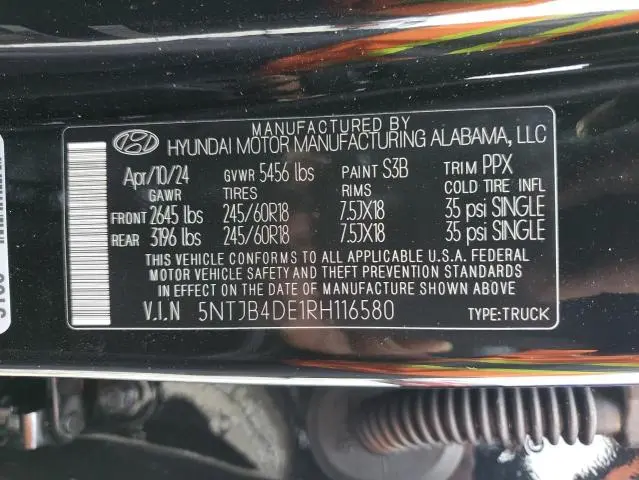 MANUFACTURED BY
HYUNDAI MOTOR MANUFACTURING ALABAMA, LLC
Apr/10/24 GVWR 5456 lbs PAINT S3B TRIM PPX
GAWR TIRES RIMS COLD TIRE INFL
FRONT 2645 lbs 245/60R18 7.5JX18 35 psi SINGLE
REAR 3196 lbs 245/60R18 7.5JX18 35 psi SINGLE
THIS VEHICLE CONFORMS TO ALL APPLICABLE U.S.A. FEDERAL
MOTOR VEHICLE SAFETY AND THEFT PREVENTION STANDARDS
IN EFFECT ON THE DATE OF MANUFACTURE SHOWN ABOVE
V.I.N 5NTJB4DE1RH116580 TYPE:TRUCK